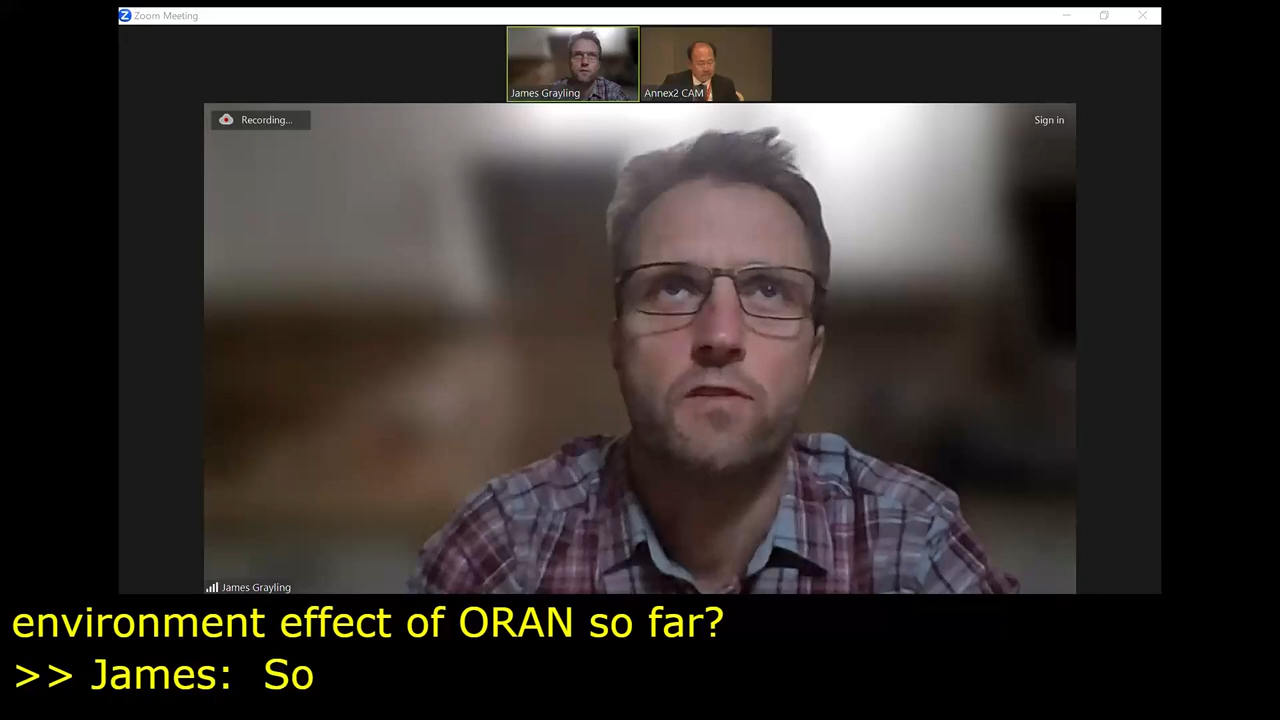 Zoom Meeting
James Grayling
Annex2 CAM
Recording...
Sign in
James Grayling
environment effect of ORAN so far?
>> James:  So